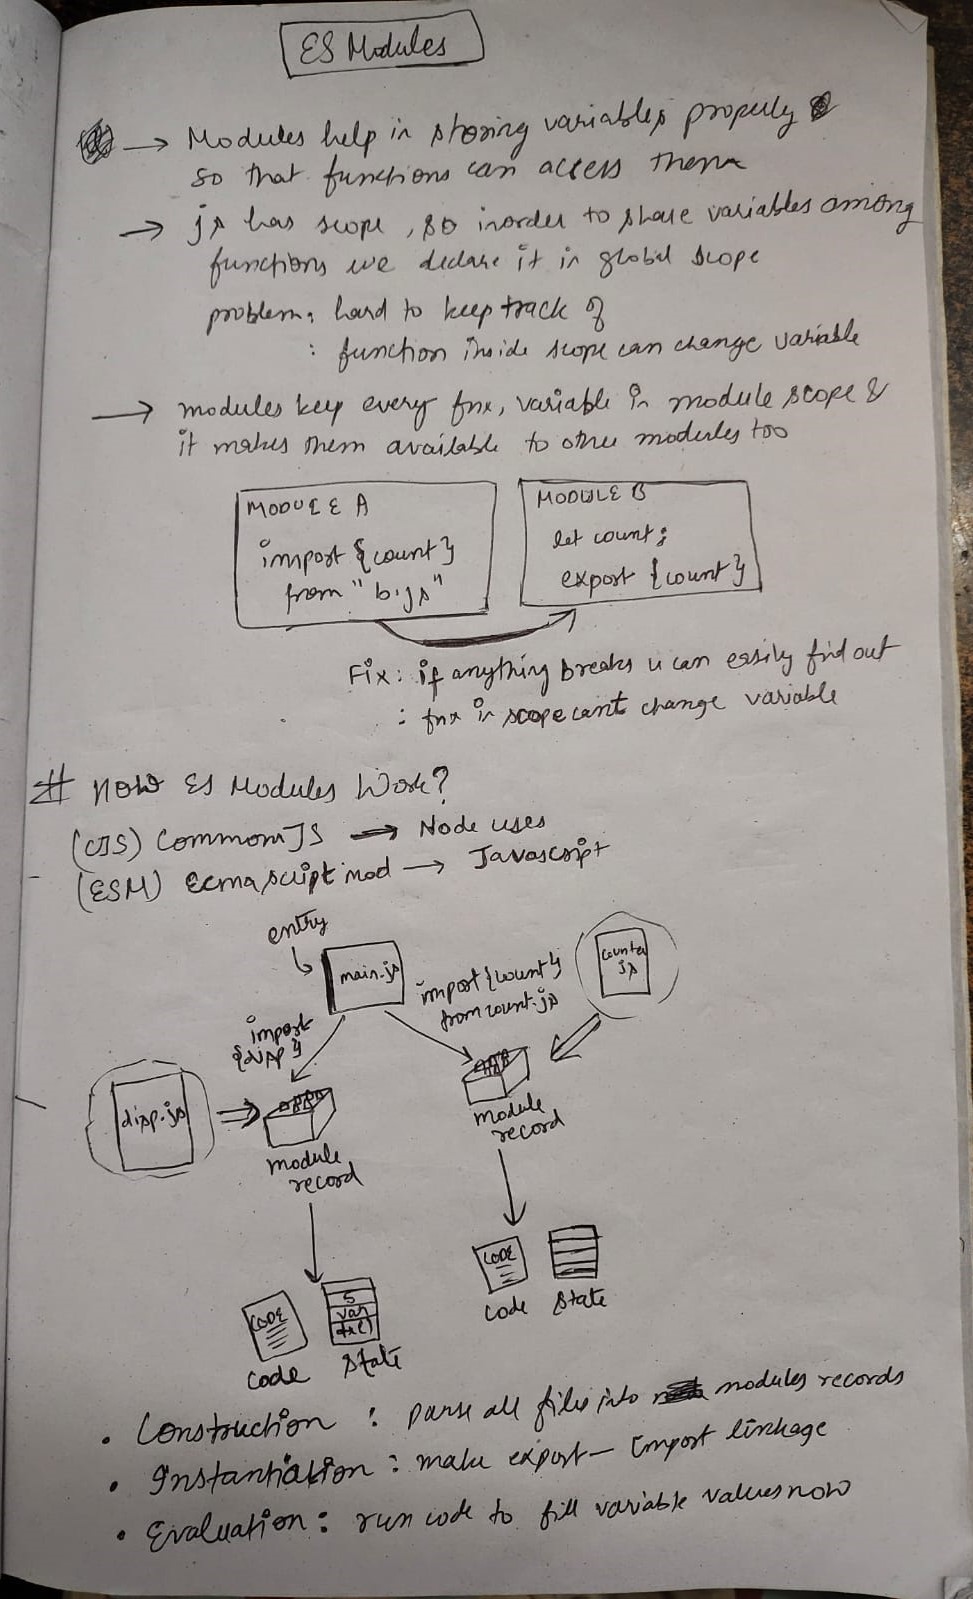 ES Modules
→ Modules help in storing variables properly
so that functions can access them
→ js has scope, so inorder to share variables among
functions we declare it in global scope
problem: hard to keep track of
: function inside scope can change variable
→ modules keep every fnx, variable in module scope &
it makes them available to other modules too
MODULE A
import {count}
from "b.js"
MODULE B
let count;
export {count}
Fix: if anything breaks u can easily find out
: fnx in scope cant change variable
# How ES Modules Work?
(CJS) CommonJS → Node uses
(ESM) Ecmascript mod → Javascript
entry
main.js
import {count}
from count.js
counter
js
import
{disp}
disp.js
module
record
module
record
CODE
code
state
CODE
code
5
var
state
• Construction : parse all files into modules records
• Instantiation : make export - Import linkage
• Evaluation : run code to fill variable values now